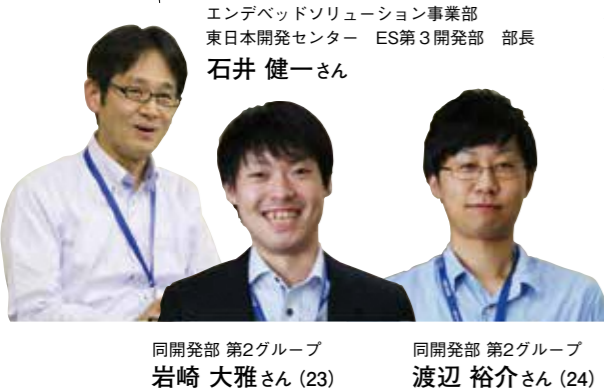 エンデベッドソリューション事業部
東日本開発センター　ES第３開発部　部長
石井 健一さん
同開発部 第2グループ
岩崎 大雅さん（23）
同開発部 第2グループ
渡辺 裕介さん（24）